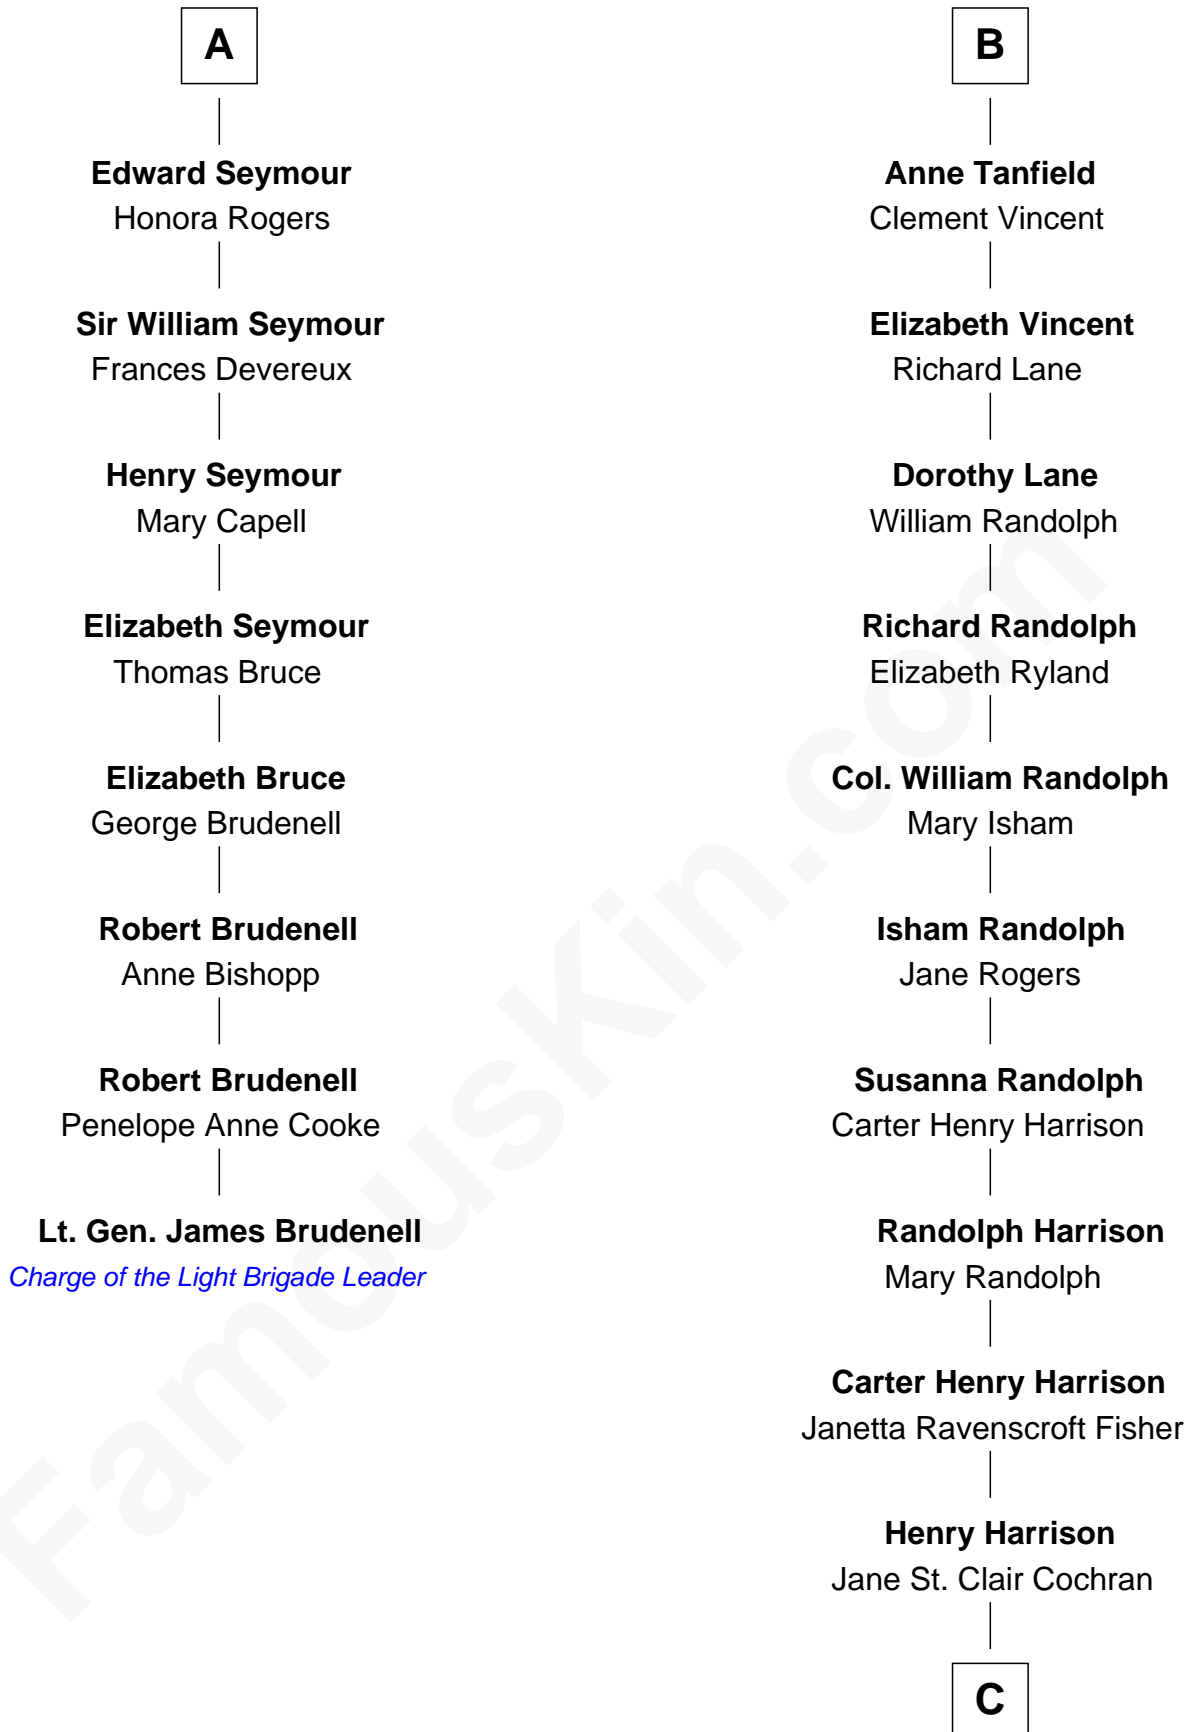 A
Edward Seymour
Honora Rogers
Sir William Seymour
Frances Devereux
Henry Seymour
Mary Capell
Elizabeth Seymour
Thomas Bruce
Elizabeth Bruce
George Brudenell
Robert Brudenell
Anne Bishopp
Robert Brudenell
Penelope Anne Cooke
Lt. Gen. James Brudenell
Charge of the Light Brigade Leader
B
Anne Tanfield
Clement Vincent
Elizabeth Vincent
Richard Lane
Dorothy Lane
William Randolph
Richard Randolph
Elizabeth Ryland
Col. William Randolph
Mary Isham
Isham Randolph
Jane Rogers
Susanna Randolph
Carter Henry Harrison
Randolph Harrison
Mary Randolph
Carter Henry Harrison
Janetta Ravenscroft Fisher
Henry Harrison
Jane St. Clair Cochran
C
FamousKin.com